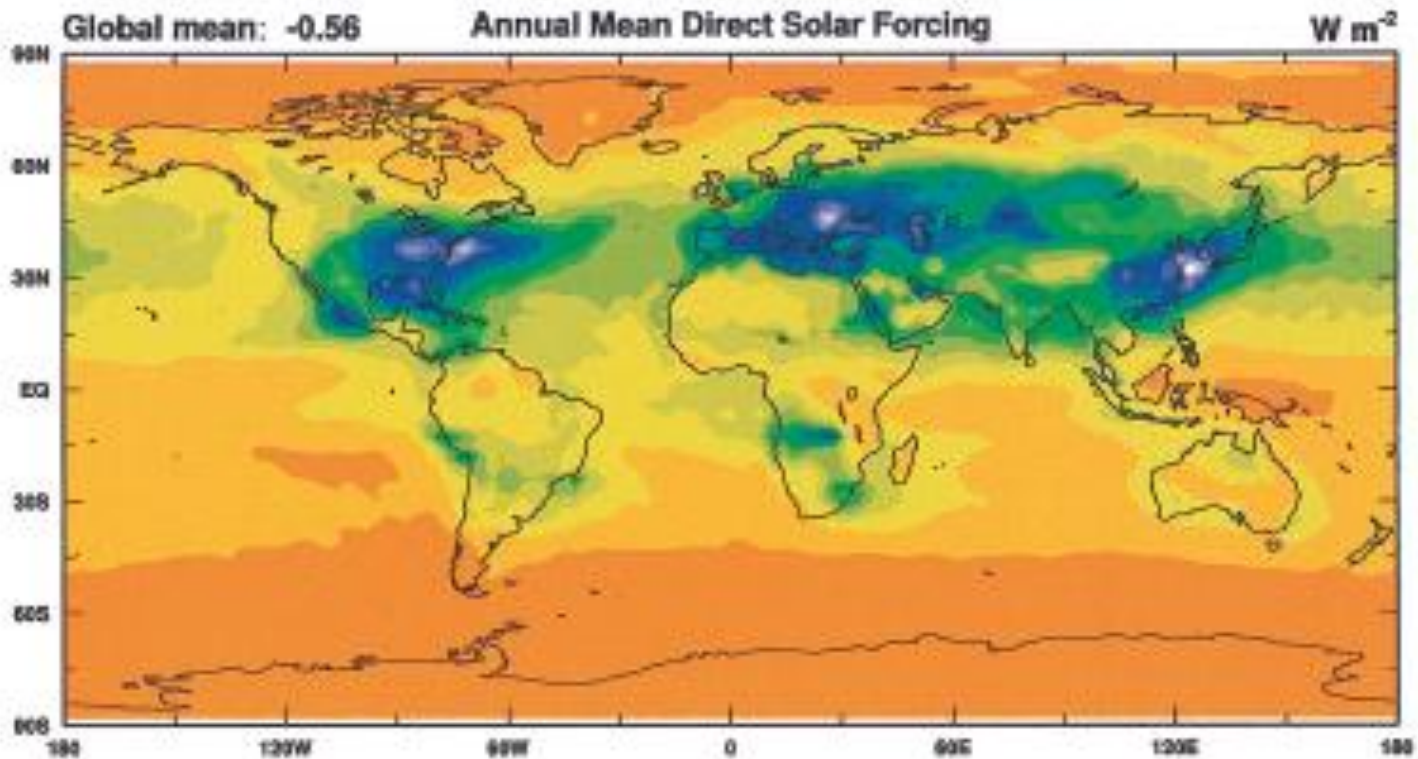 Global mean: -0.56 Annual Mean Direct Solar Forcing W m-2
90N
60N
30N
EQ
30S
60S
90S
180 120W 60W 0 60E 120E 180